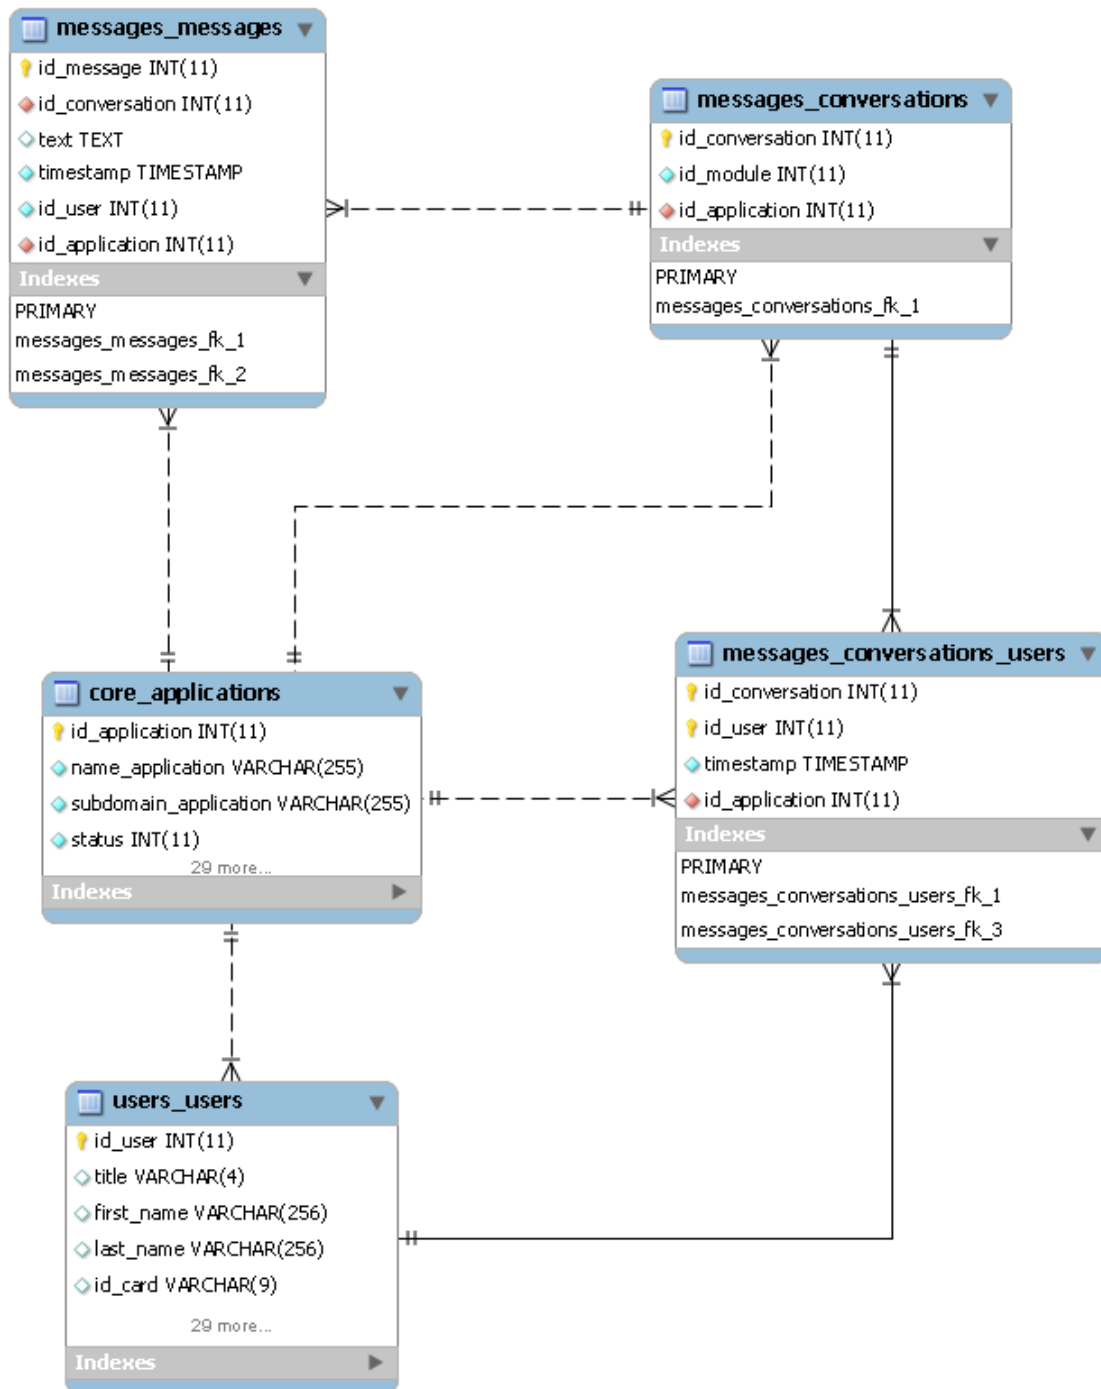 messages_messages
id_message INT(11)
id_conversation INT(11)
text TEXT
timestamp TIMESTAMP
id_user INT(11)
id_application INT(11)
Indexes
PRIMARY
messages_messages_fk_1
messages_messages_fk_2
messages_conversations
id_conversation INT(11)
id_module INT(11)
id_application INT(11)
Indexes
PRIMARY
messages_conversations_fk_1
core_applications
id_application INT(11)
name_application VARCHAR(255)
subdomain_application VARCHAR(255)
status INT(11)
29 more...
Indexes
messages_conversations_users
id_conversation INT(11)
id_user INT(11)
timestamp TIMESTAMP
id_application INT(11)
Indexes
PRIMARY
messages_conversations_users_fk_1
messages_conversations_users_fk_3
users_users
id_user INT(11)
title VARCHAR(4)
first_name VARCHAR(256)
last_name VARCHAR(256)
id_card VARCHAR(9)
29 more...
Indexes